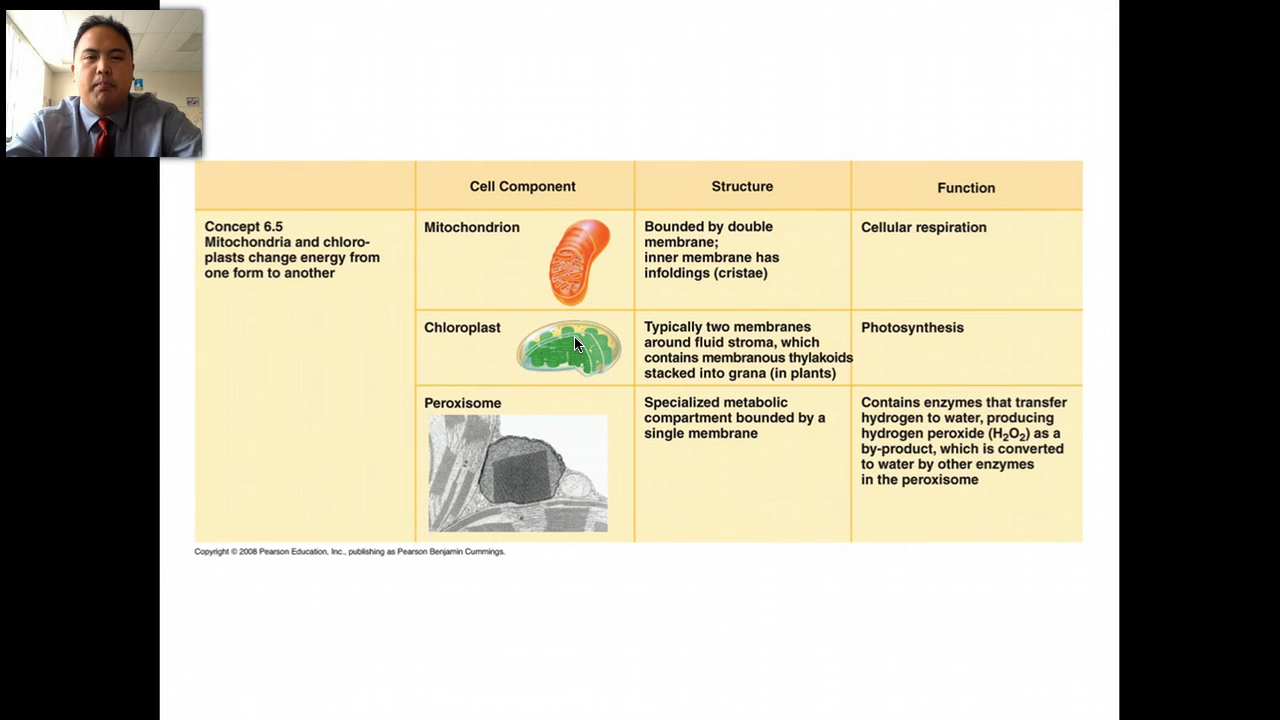 Cell Component
Structure
Function
Concept 6.5
Mitochondria and chloro-
plasts change energy from
one form to another
Mitochondrion
Bounded by double
membrane;
inner membrane has
infoldings (cristae)
Cellular respiration
Chloroplast
Typically two membranes
around fluid stroma, which
contains membranous thylakoids
stacked into grana (in plants)
Photosynthesis
Peroxisome
Specialized metabolic
compartment bounded by a
single membrane
Contains enzymes that transfer
hydrogen to water, producing
hydrogen peroxide (H₂O₂) as a
by-product, which is converted
to water by other enzymes
in the peroxisome
Copyright © 2008 Pearson Education, Inc., publishing as Pearson Benjamin Cummings.